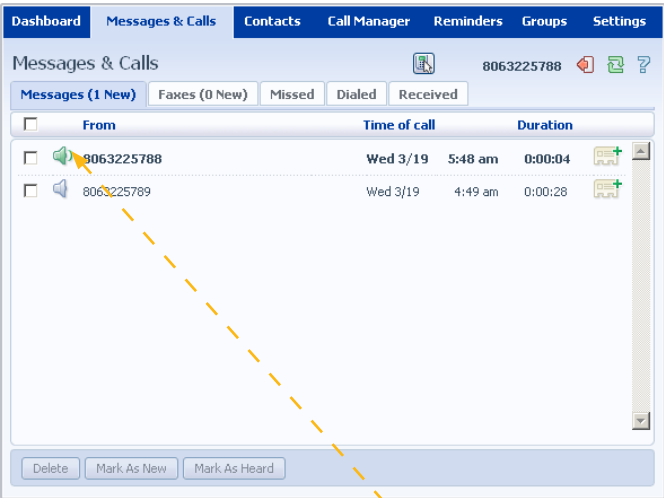 Dashboard Messages & Calls Contacts Call Manager Reminders Groups Settings
Messages & Calls 8063225788 ?
Messages (1 New) Faxes (0 New) Missed Dialed Received
From Time of call Duration
8063225788 Wed 3/19 5:48 am 0:00:04
8063225789 Wed 3/19 4:49 am 0:00:28
Delete Mark As New Mark As Heard